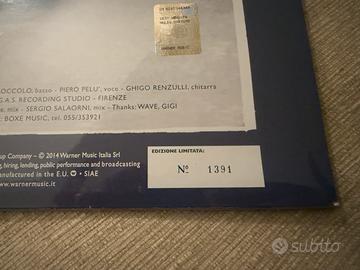 WARNER MUSIC
OCCOLO, basso - PIERO PELU', voce - GHIGO RENZULLI, chitarra
G.A.S. RECORDING STUDIO - FIRENZE
e, mix - SERGIO SALAORNI, mix - Thanks: WAVE, GIGI
: BOXE MUSIC, tel. 055/353921
up Company - © 2014 Warner Music Italia Srl
g, hiring, lending, public performance and broadcasting
anufactured in the E.U. • SIAE
www.warnermusic.it
EDIZIONE LIMITATA:
Nº 1391
subito